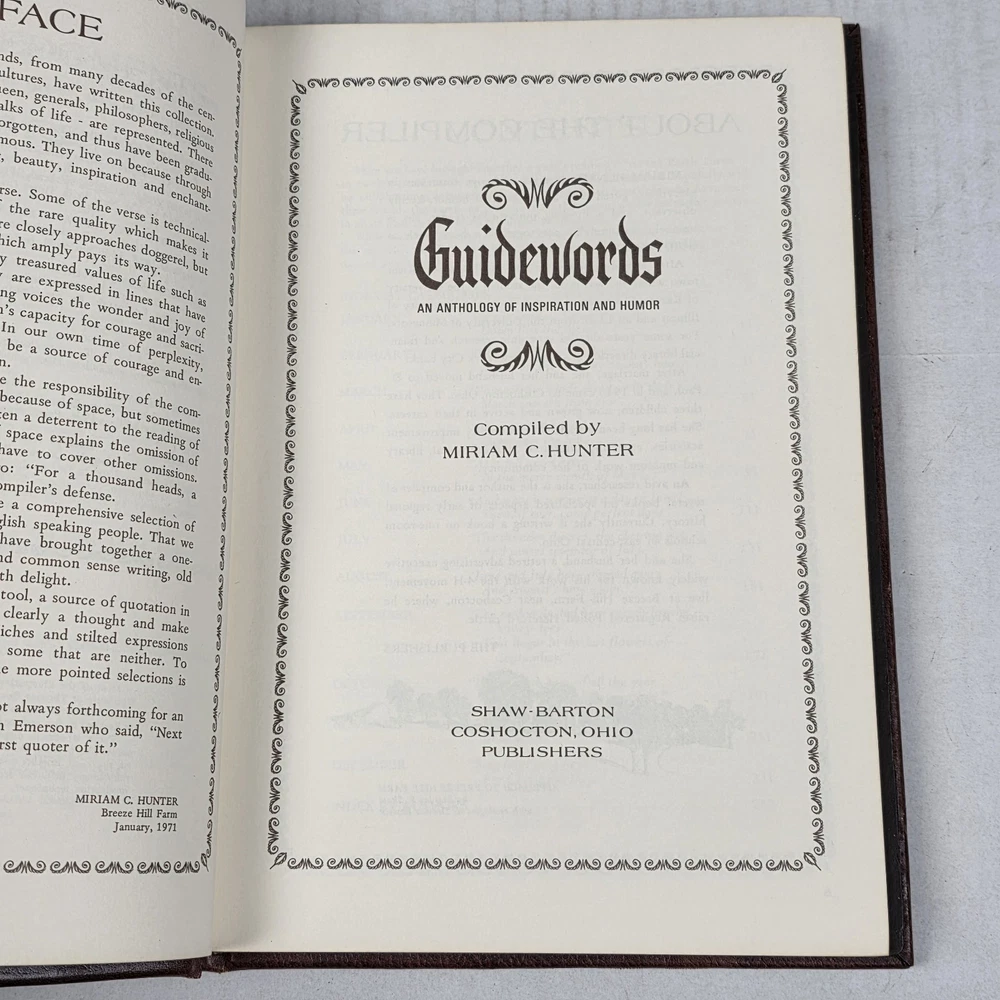 FACE
nds, from many decades of the cen-
ultures, have written this collection.
ueen, generals, philosophers, religious
alks of life - are represented. There
orgotten, and thus have been gradu-
mous. They live on because through
, beauty, inspiration and enchant-
rse. Some of the verse is technical-
f the rare quality which makes it
re closely approaches doggerel, but
hich amply pays its way.
y treasured values of life such as
y are expressed in lines that have
ng voices the wonder and joy of
n's capacity for courage and sacri-
In our own time of perplexity,
be a source of courage and en-
n.
e the responsibility of the com-
because of space, but sometimes
en a deterrent to the reading of
f space explains the omission of
have to cover other omissions.
o: "For a thousand heads, a
ompiler's defense.
e a comprehensive selection of
glish speaking people. That we
have brought together a one-
nd common sense writing, old
th delight.
tool, a source of quotation in
clearly a thought and make
iches and stilted expressions
some that are neither. To
e more pointed selections is
ot always forthcoming for an
h Emerson who said, "Next
rst quoter of it."
MIRIAM C. HUNTER
Breeze Hill Farm
January, 1971
Guidewords
AN ANTHOLOGY OF INSPIRATION AND HUMOR
Compiled by
MIRIAM C. HUNTER
SHAW-BARTON
COSHOCTON, OHIO
PUBLISHERS